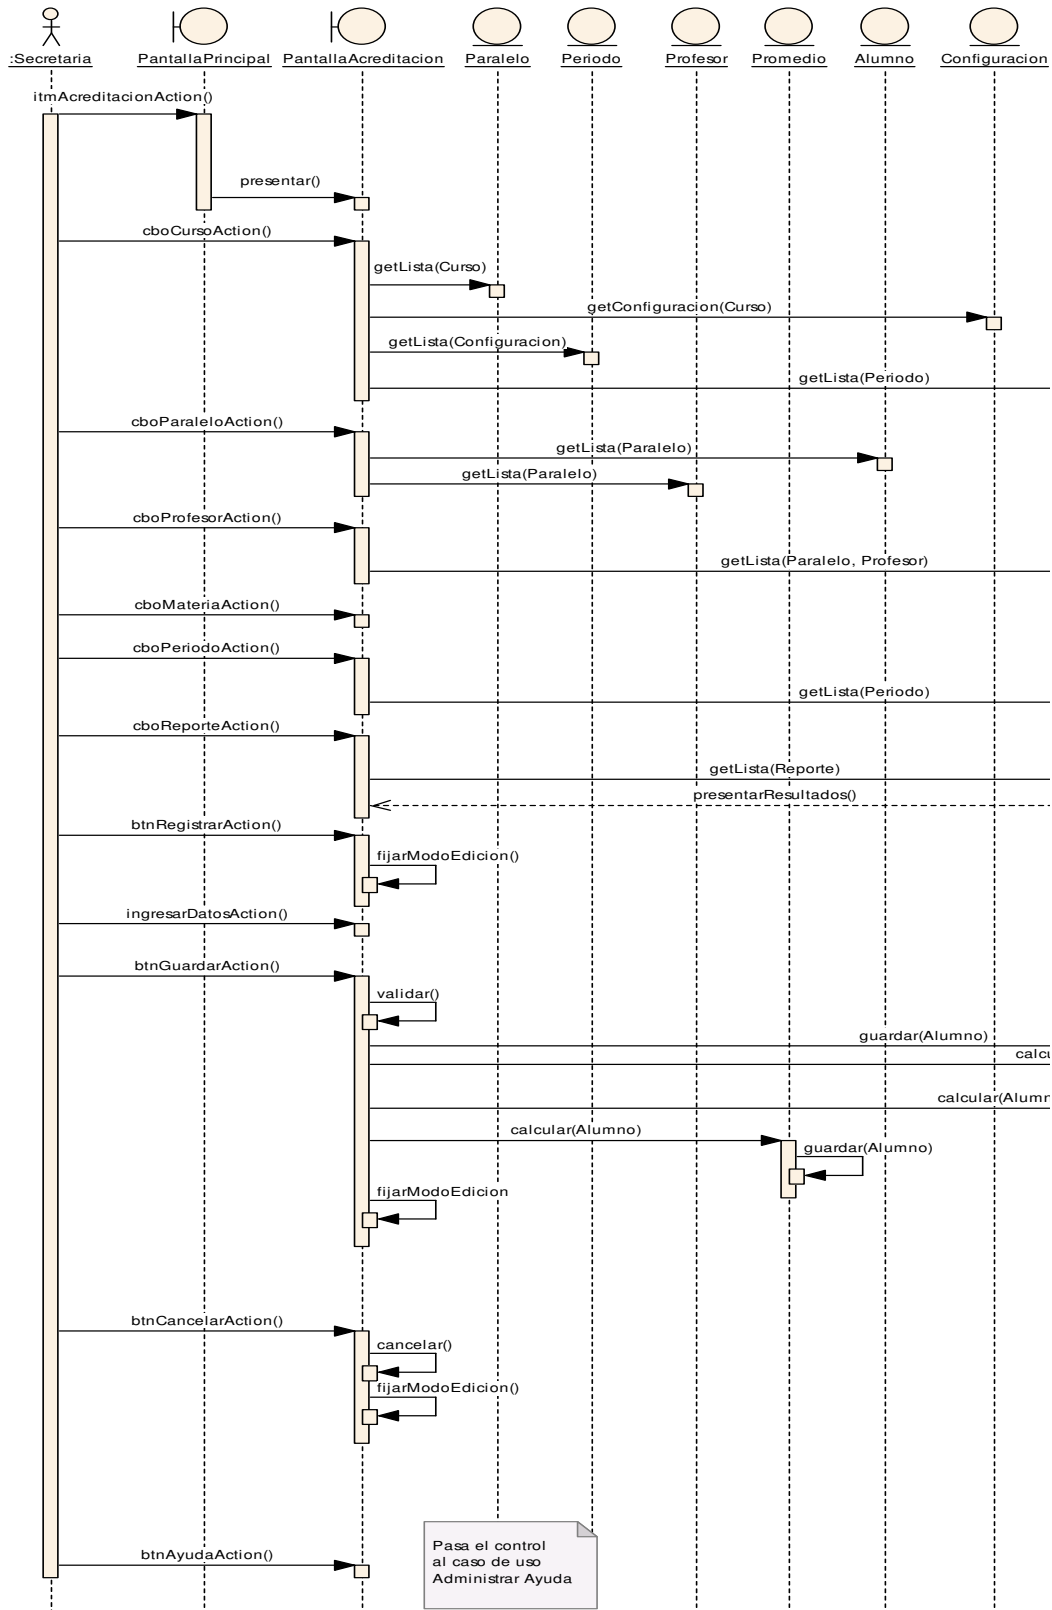 :Secretaria PantallaPrincipal PantallaAcreditacion Paralelo Periodo Profesor Promedio Alumno Configuracion
itmAcreditacionAction()
presentar()
cboCursoAction()
getLista(Curso)
getConfiguracion(Curso)
getLista(Configuracion)
getLista(Periodo)
cboParaleloAction()
getLista(Paralelo)
getLista(Paralelo)
cboProfesorAction()
getLista(Paralelo, Profesor)
cboMateriaAction()
cboPeriodoAction()
getLista(Periodo)
cboReporteAction()
getLista(Reporte)
presentarResultados()
btnRegistrarAction()
fijarModoEdicion()
ingresarDatosAction()
btnGuardarAction()
validar()
guardar(Alumno)
calcu
calcular(Alumn
calcular(Alumno)
guardar(Alumno)
fijarModoEdicion
btnCancelarAction()
cancelar()
fijarModoEdicion()
btnAyudaAction()
Pasa el control
al caso de uso
Administrar Ayuda